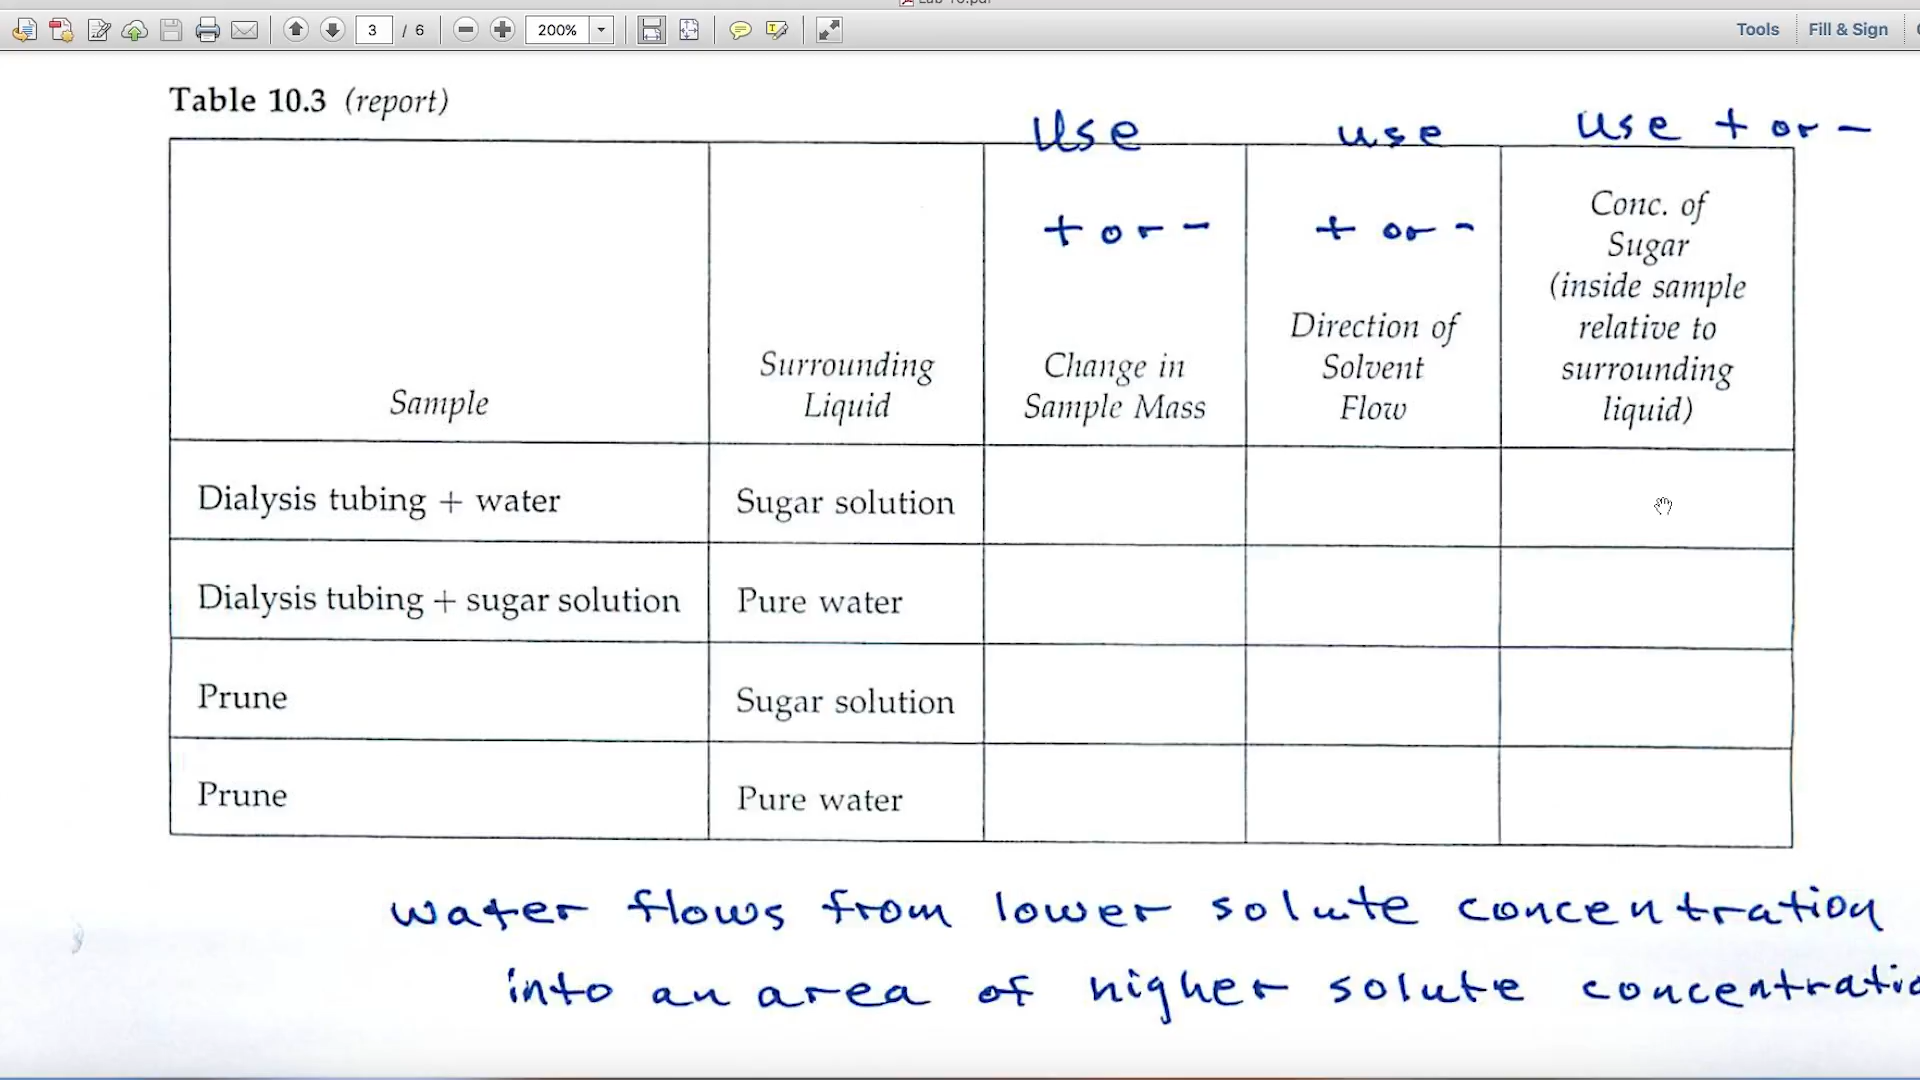 3 / 6 200% Tools Fill & Sign
Table 10.3 (report)
Use use use + or -
+ or - + or -
Sample
Surrounding
Liquid
Change in
Sample Mass
Direction of
Solvent
Flow
Conc. of
Sugar
(inside sample
relative to
surrounding
liquid)
Dialysis tubing + water Sugar solution
Dialysis tubing + sugar solution Pure water
Prune Sugar solution
Prune Pure water
water flows from lower solute concentration
into an area of higher solute